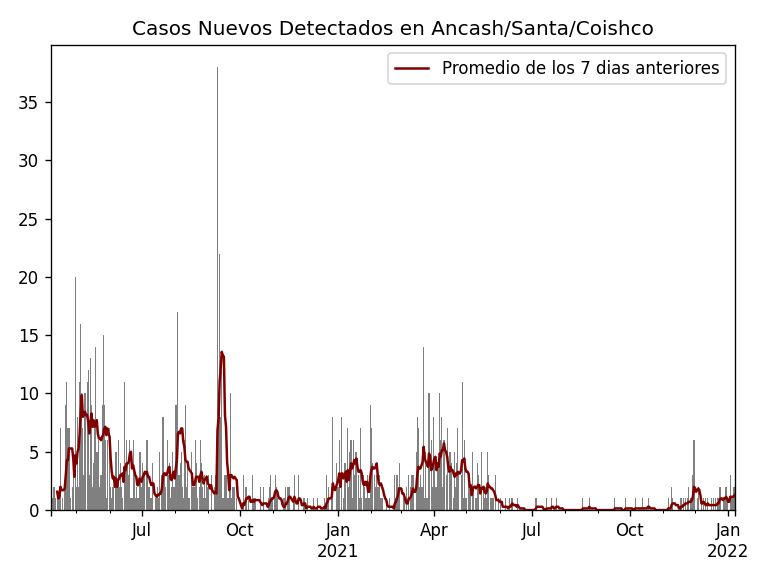 Casos Nuevos Detectados en Ancash/Santa/Coishco
Promedio de los 7 dias anteriores
35
30
25
20
15
10
5
0
Jul
Oct
Jan
2021
Apr
Jul
Oct
Jan
2022